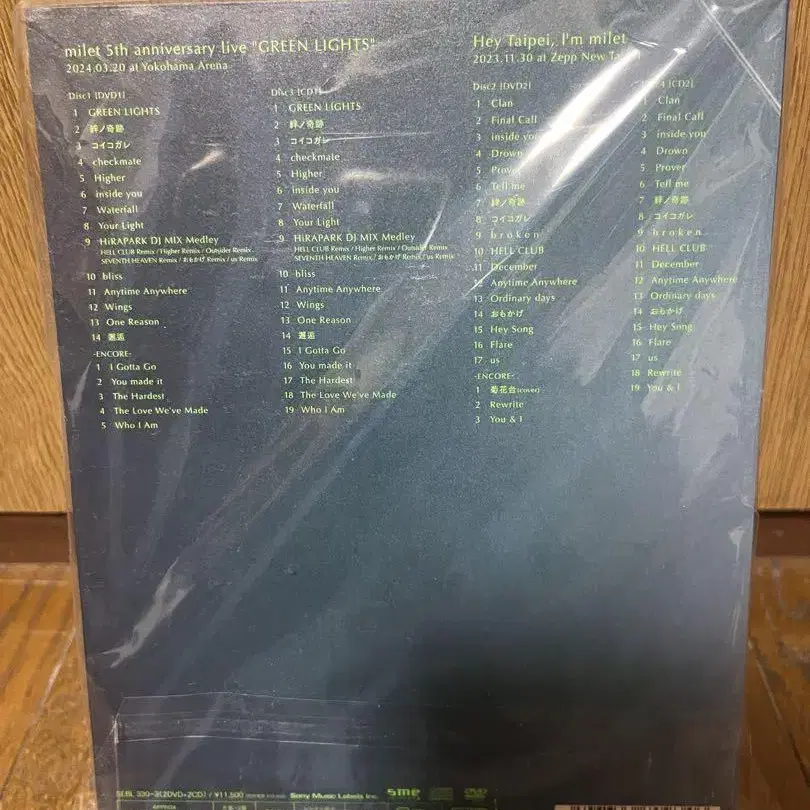 milet 5th anniversary live "GREEN LIGHTS"
2024.03.20 at Yokohama Arena
Disc1 [DVD1]
1 GREEN LIGHTS
2 絆ノ奇跡
3 コイコガレ
4 checkmate
5 Higher
6 inside you
7 Waterfall
8 Your Light
9 HiRAPARK DJ MIX Medley
HELL CLUB Remix / Higher Remix / Outsider Remix
SEVENTH HEAVEN Remix / おもかげ Remix / us Remix
10 bliss
11 Anytime Anywhere
12 Wings
13 One Reason
14 邂逅
-ENCORE-
1 I Gotta Go
2 You made it
3 The Hardest
4 The Love We've Made
5 Who I Am
Disc3 [CD1]
1 GREEN LIGHTS
2 絆ノ奇跡
3 コイコガレ
4 checkmate
5 Higher
6 inside you
7 Waterfall
8 Your Light
9 HiRAPARK DJ MIX Medley
HELL CLUB Remix / Higher Remix / Outsider Remix
SEVENTH HEAVEN Remix / おもかげ Remix / us Remix
10 bliss
11 Anytime Anywhere
12 Wings
13 One Reason
14 邂逅
15 I Gotta Go
16 You made it
17 The Hardest
18 The Love We've Made
19 Who I Am
Hey Taipei, I'm milet
2023.11.30 at Zepp New
Disc2 [DVD2]
1 Clan
2 Final Call
3 inside you
4 Drown
5 Prover
6 Tell me
7 絆ノ奇跡
8 コイコガレ
9 broken
10 HELL CLUB
11 December
12 Anytime Anywhere
13 Ordinary days
14 おもかげ
15 Hey Song
16 Flare
17 us
-ENCORE-
1 菊花台(cover)
2 Rewrite
3 You & I
[CD2]
1 Clan
2 Final Call
3 inside you
4 Drown
5 Prover
6 Tell me
7 絆ノ奇跡
8 コイコガレ
9 broken
10 HELL CLUB
11 December
12 Anytime Anywhere
13 Ordinary days
14 おもかげ
15 Hey Song
16 Flare
17 us
18 Rewrite
19 You & I
SEBL 330-3(2DVD+2CD) / ¥11,500 Sony Music Labels Inc. sme DVD